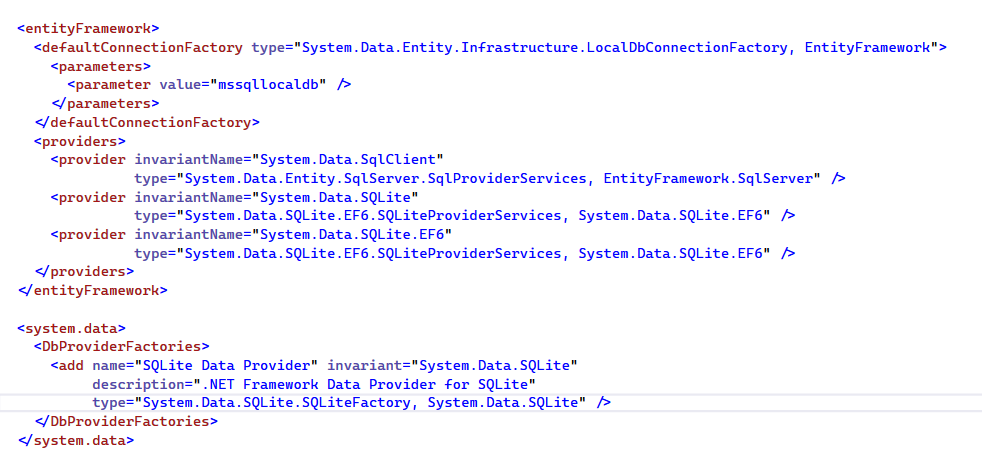 <entityFramework>
<defaultConnectionFactory type="System.Data.Entity.Infrastructure.LocalDbConnectionFactory, EntityFramework">
<parameters>
<parameter value="mssqllocaldb" />
</parameters>
</defaultConnectionFactory>
<providers>
<provider invariantName="System.Data.SqlClient"
type="System.Data.Entity.SqlServer.SqlProviderServices, EntityFramework.SqlServer" />
<provider invariantName="System.Data.SQLite"
type="System.Data.SQLite.EF6.SQLiteProviderServices, System.Data.SQLite.EF6" />
<provider invariantName="System.Data.SQLite.EF6"
type="System.Data.SQLite.EF6.SQLiteProviderServices, System.Data.SQLite.EF6" />
</providers>
</entityFramework>
<system.data>
<DbProviderFactories>
<add name="SQLite Data Provider" invariant="System.Data.SQLite"
description=".NET Framework Data Provider for SQLite"
type="System.Data.SQLite.SQLiteFactory, System.Data.SQLite" />
</DbProviderFactories>
</system.data>